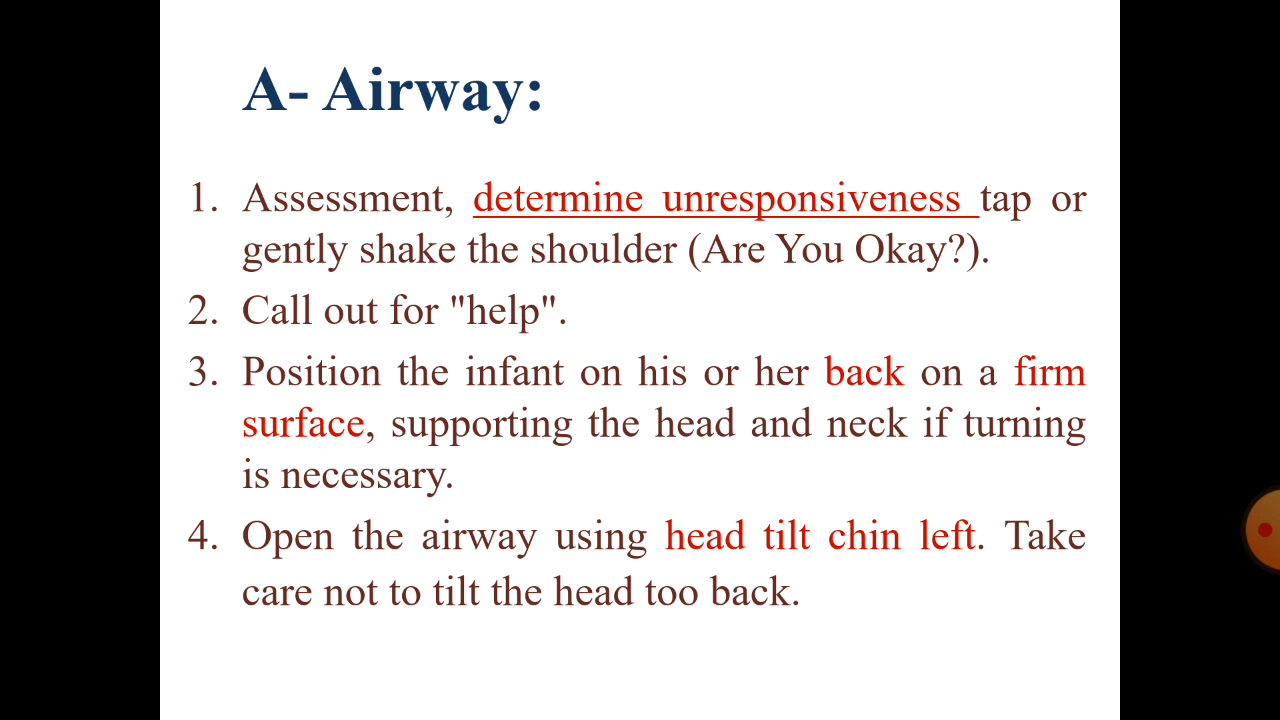 A- Airway:
1. Assessment, determine unresponsiveness tap or
gently shake the shoulder (Are You Okay?).
2. Call out for "help".
3. Position the infant on his or her back on a firm
surface, supporting the head and neck if turning
is necessary.
4. Open the airway using head tilt chin left. Take
care not to tilt the head too back.